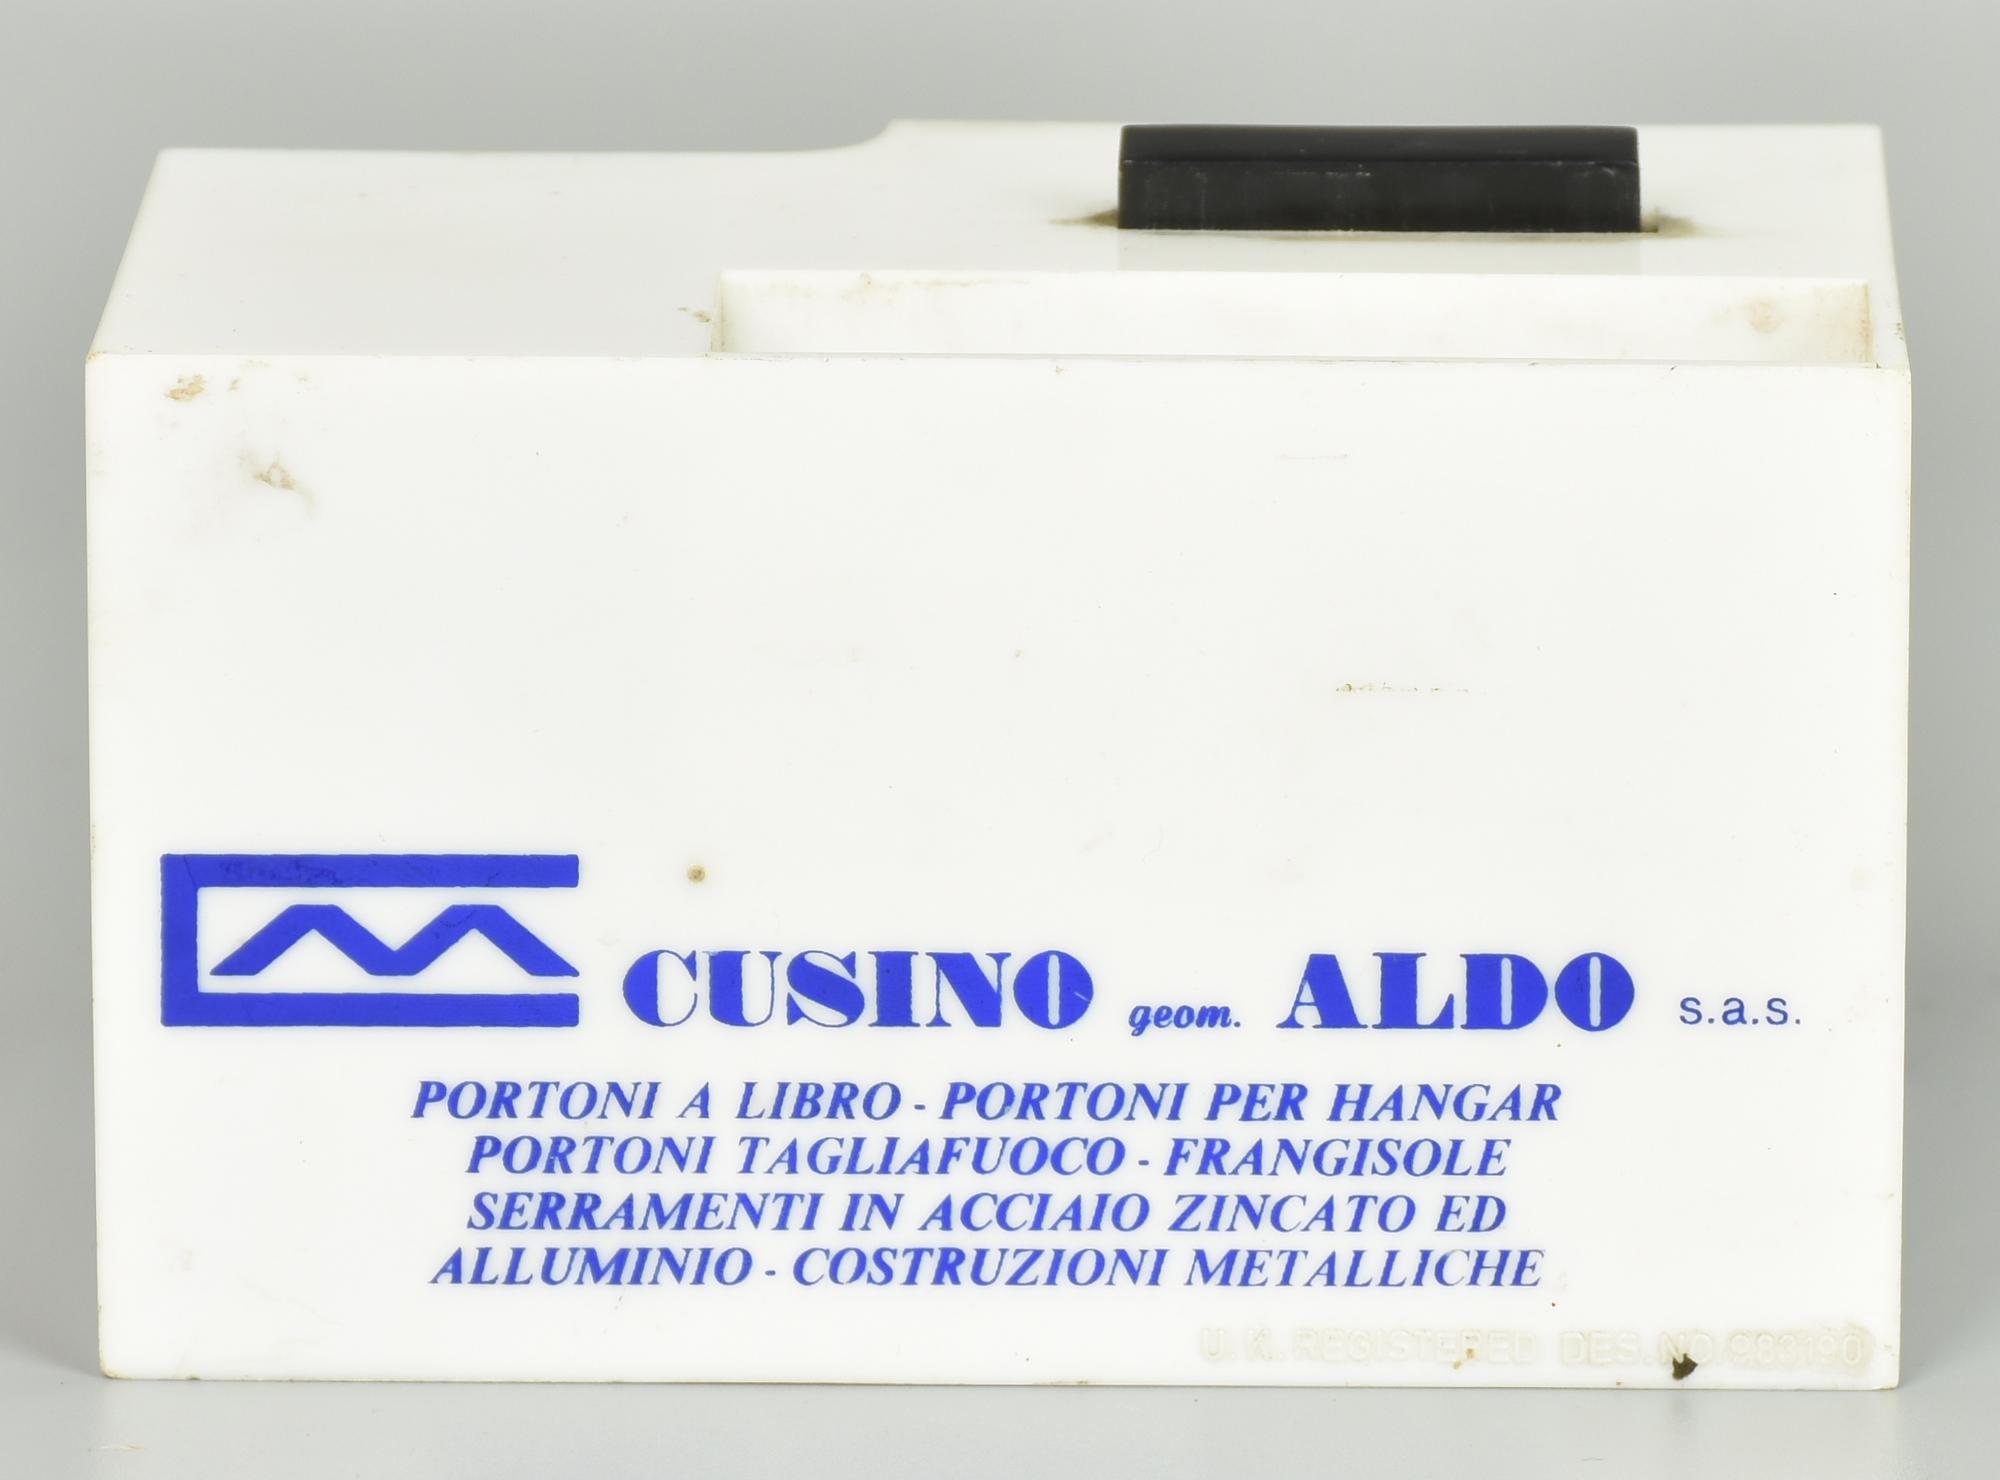 CUSINO geom. ALDO s.a.s.
PORTONI A LIBRO - PORTONI PER HANGAR
PORTONI TAGLIAFUOCO - FRANGISOLE
SERRAMENTI IN ACCIAIO ZINCATO ED
ALLUMINIO - COSTRUZIONI METALLICHE
U.K. REGISTERED DES. NO 983190